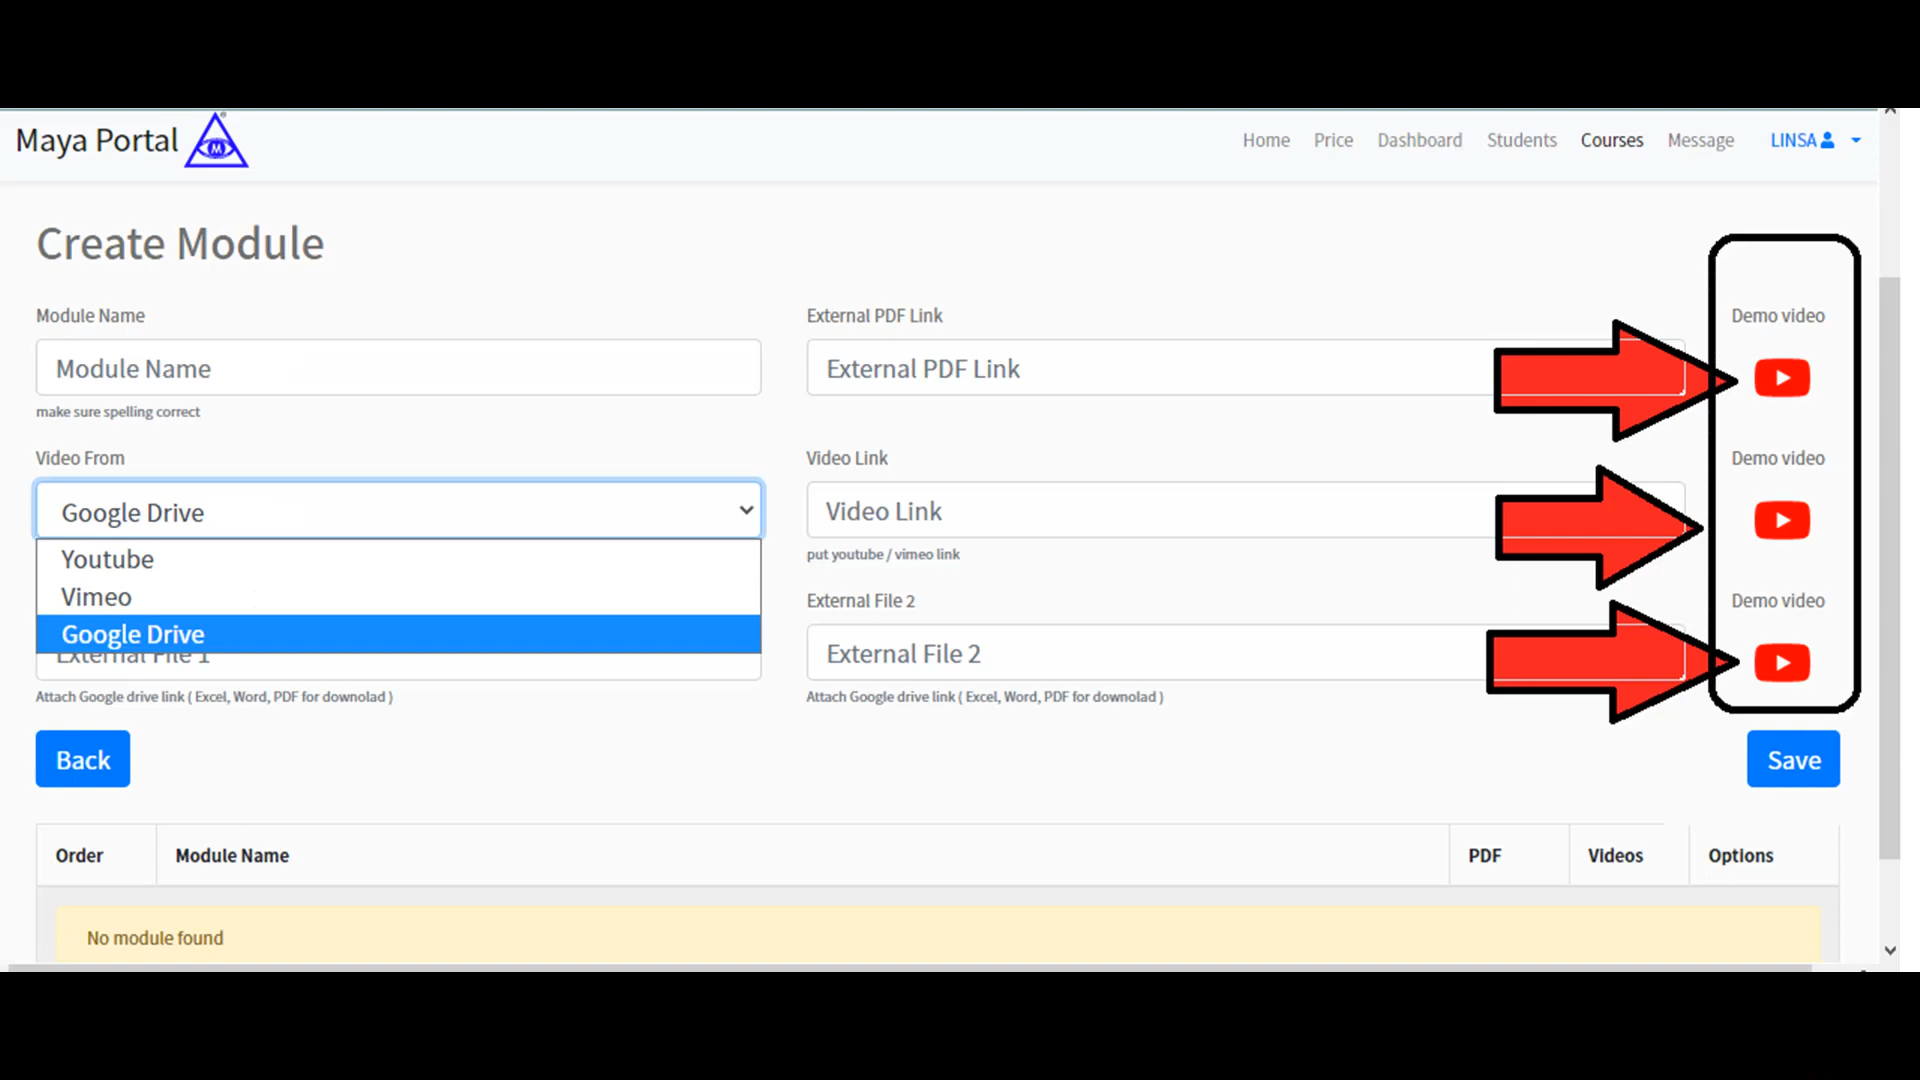 Maya Portal
M
Home Price Dashboard Students Courses Message LINSA
Create Module
Module Name
External PDF Link
Demo video
Module Name
External PDF Link
make sure spelling correct
Video From
Video Link
Demo video
Google Drive
Video Link
Youtube
put youtube / vimeo link
Vimeo
External File 2
Demo video
Google Drive
External File 1
External File 2
Attach Google drive link ( Excel, Word, PDF for downolad )
Attach Google drive link ( Excel, Word, PDF for downolad )
Back
Save
Order Module Name PDF Videos Options
No module found